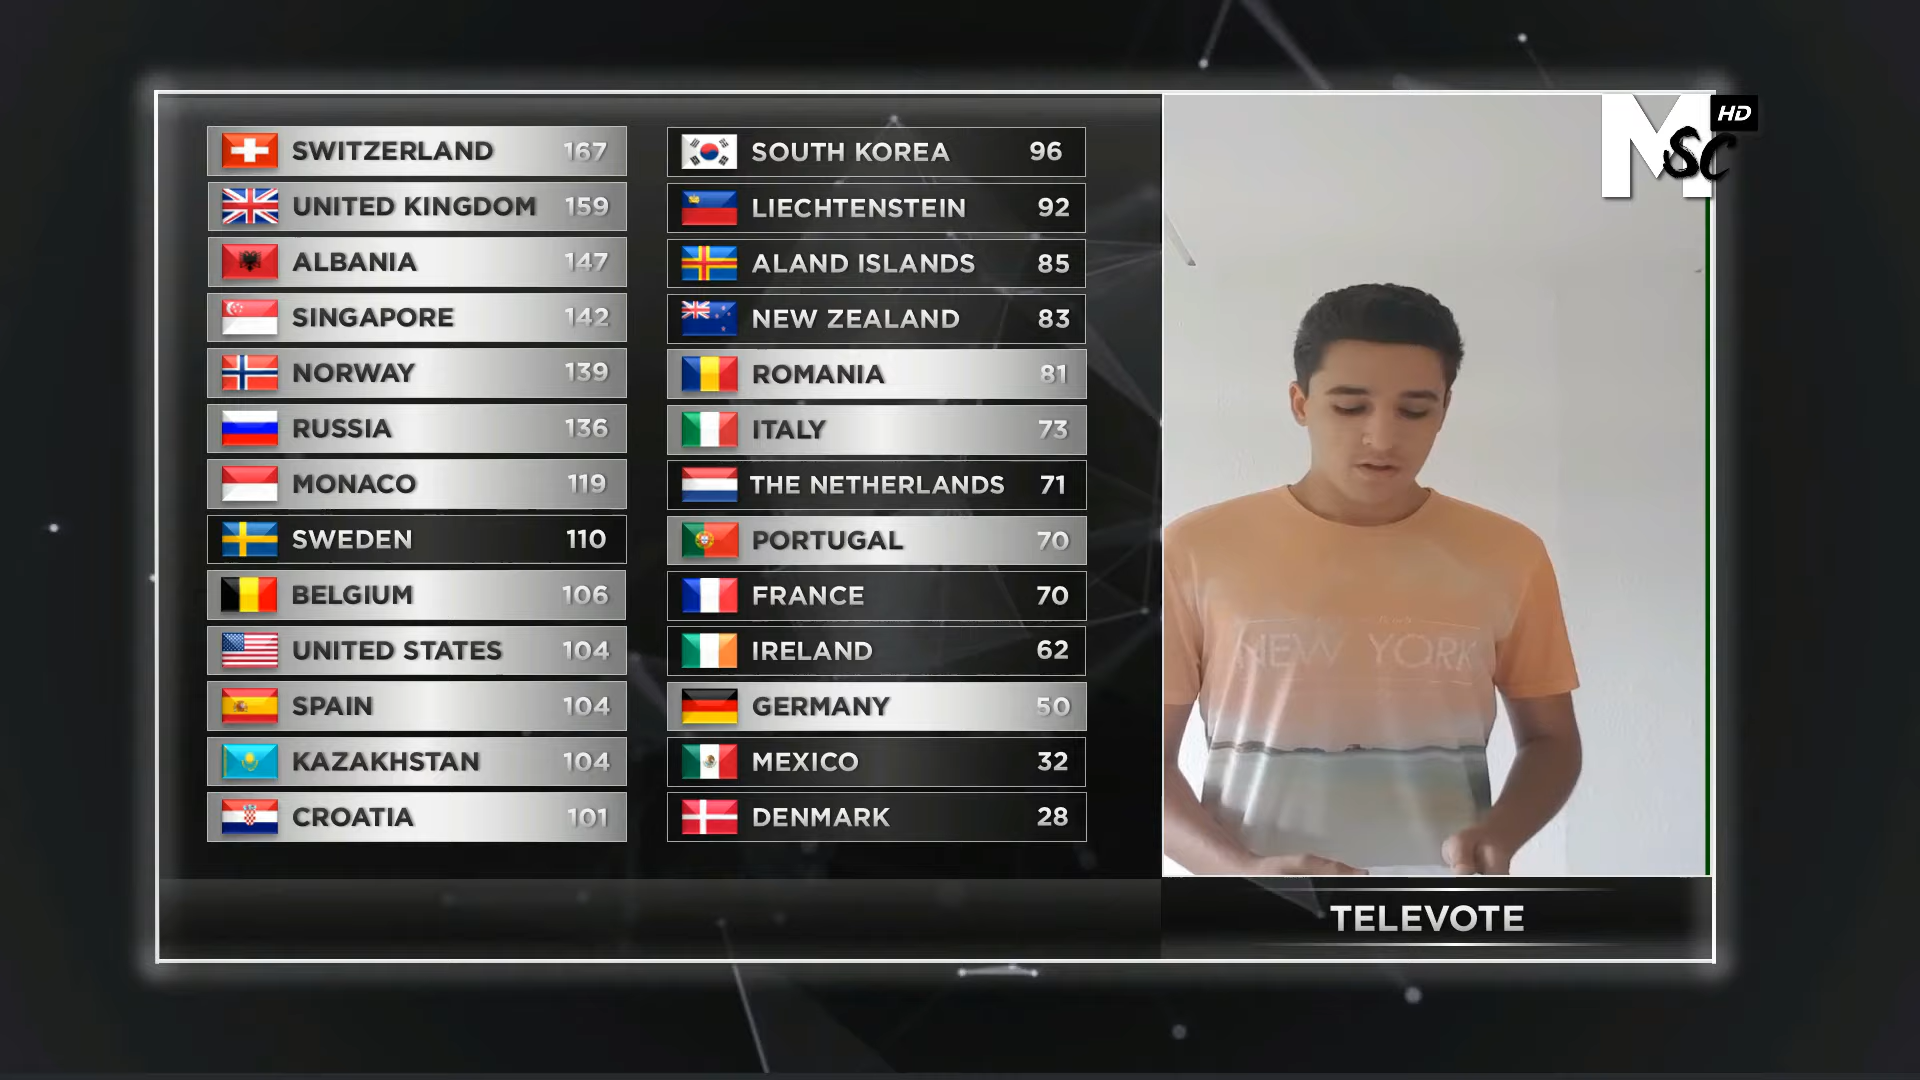 SWITZERLAND 167
UNITED KINGDOM 159
ALBANIA 147
SINGAPORE 142
NORWAY 139
RUSSIA 136
MONACO 119
SWEDEN 110
BELGIUM 106
UNITED STATES 104
SPAIN 104
KAZAKHSTAN 104
CROATIA 101
SOUTH KOREA 96
LIECHTENSTEIN 92
ALAND ISLANDS 85
NEW ZEALAND 83
ROMANIA 81
ITALY 73
THE NETHERLANDS 71
PORTUGAL 70
FRANCE 70
IRELAND 62
GERMANY 50
MEXICO 32
DENMARK 28
MSC HD
NEW YORK
TELEVOTE